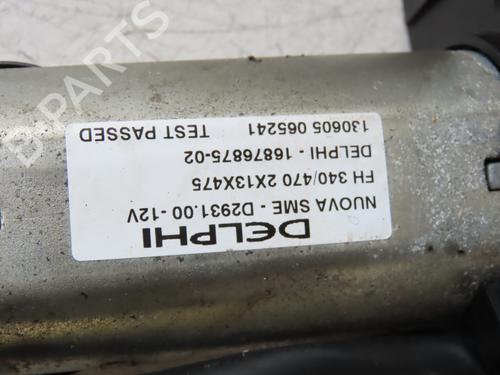 DELPHI
NUOVA SME - D2931.00 -12V
FH 340/470 2X13X475
DELPHI - 16876875-02
130605 065241 TEST PASSED
B-PARTS